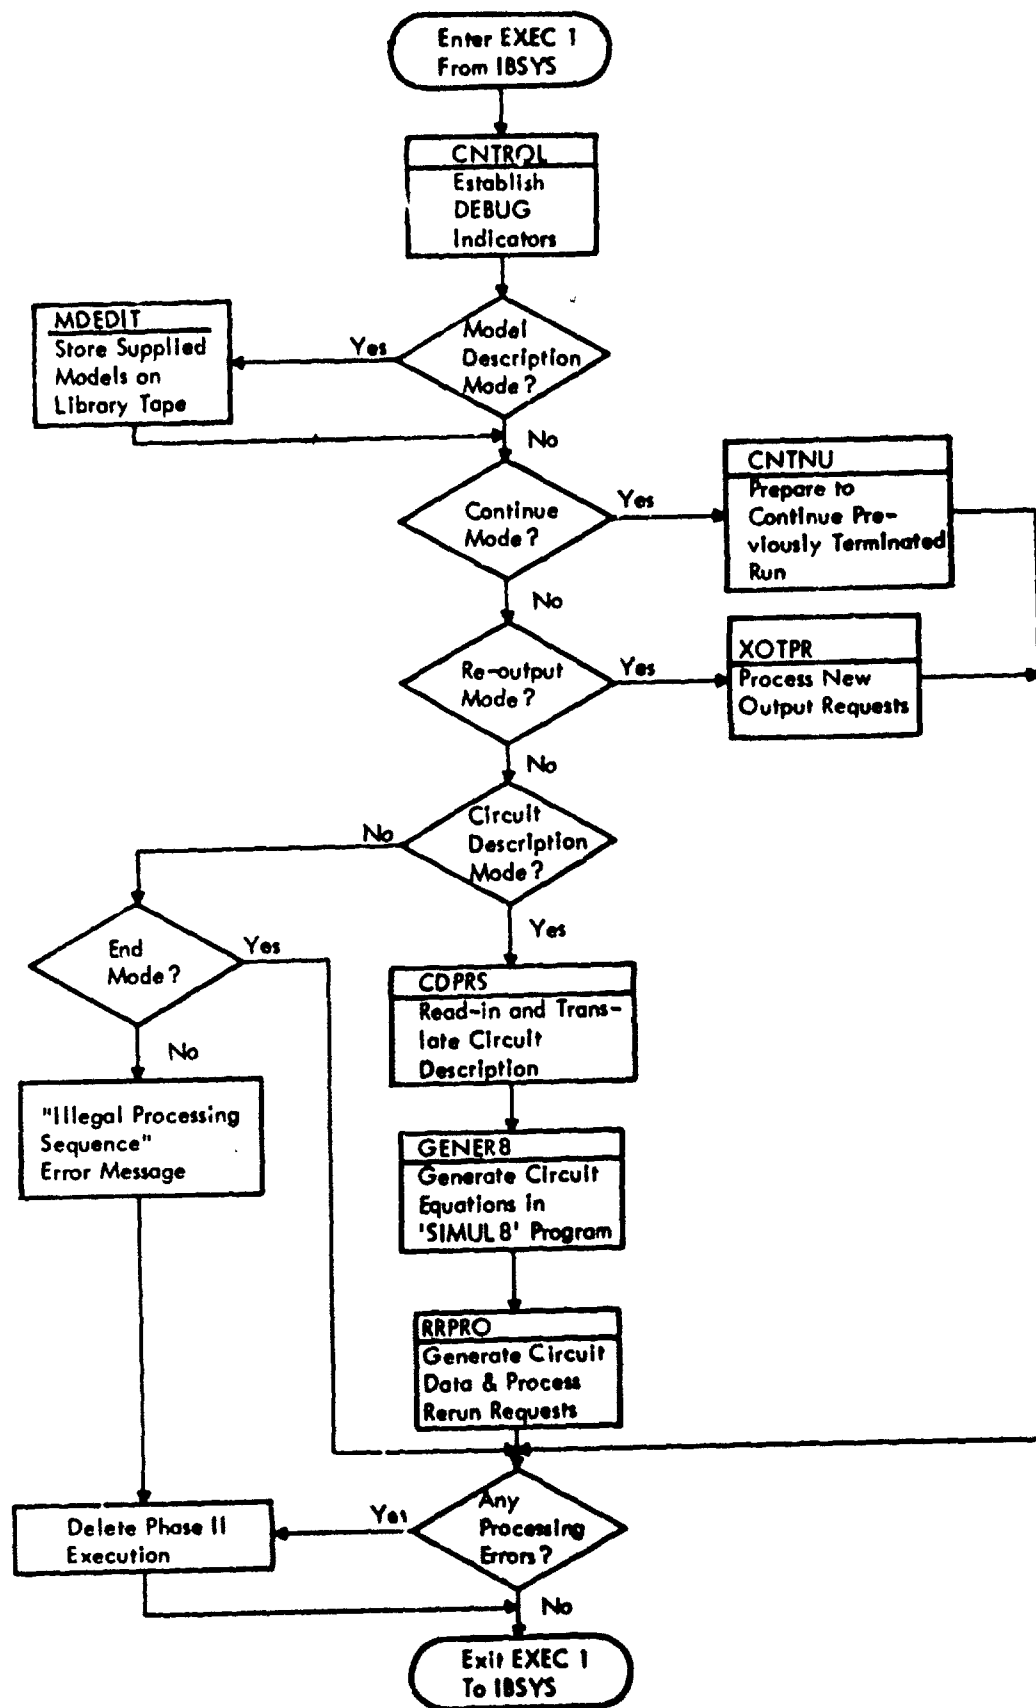 Enter EXEC 1
From IBSYS
CNTROL
Establish
DEBUG
Indicators
MDEDIT
Store Supplied
Models on
Library Tape
Yes
Model
Description
Mode?
No
CNTNU
Prepare to
Continue Pre-
viously Terminated
Run
Continue
Mode?
Yes
No
XOTPR
Process New
Output Requests
Re-output
Mode?
Yes
No
Circuit
Description
Mode?
No
Yes
End
Mode?
Yes
No
CDPRS
Read-in and Trans-
late Circuit
Description
"Illegal Processing
Sequence"
Error Message
GENER8
Generate Circuit
Equations in
'SIMUL8' Program
RRPRO
Generate Circuit
Data & Process
Rerun Requests
Any
Processing
Errors?
Yes
Delete Phase II
Execution
No
Exit EXEC 1
To IBSYS